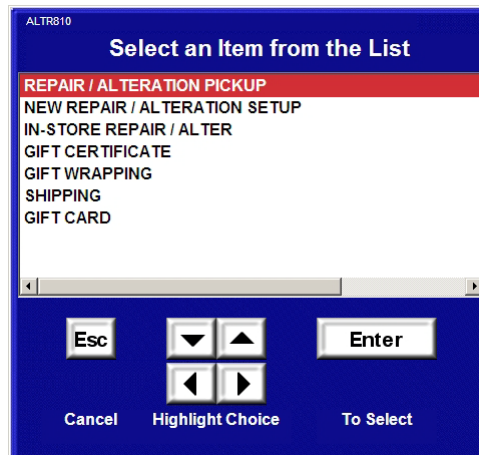 ALTR810
Select an Item from the List
REPAIR / ALTERATION PICKUP
NEW REPAIR / ALTERATION SETUP
IN-STORE REPAIR / ALTER
GIFT CERTIFICATE
GIFT WRAPPING
SHIPPING
GIFT CARD
Esc
Enter
Cancel
Highlight Choice
To Select